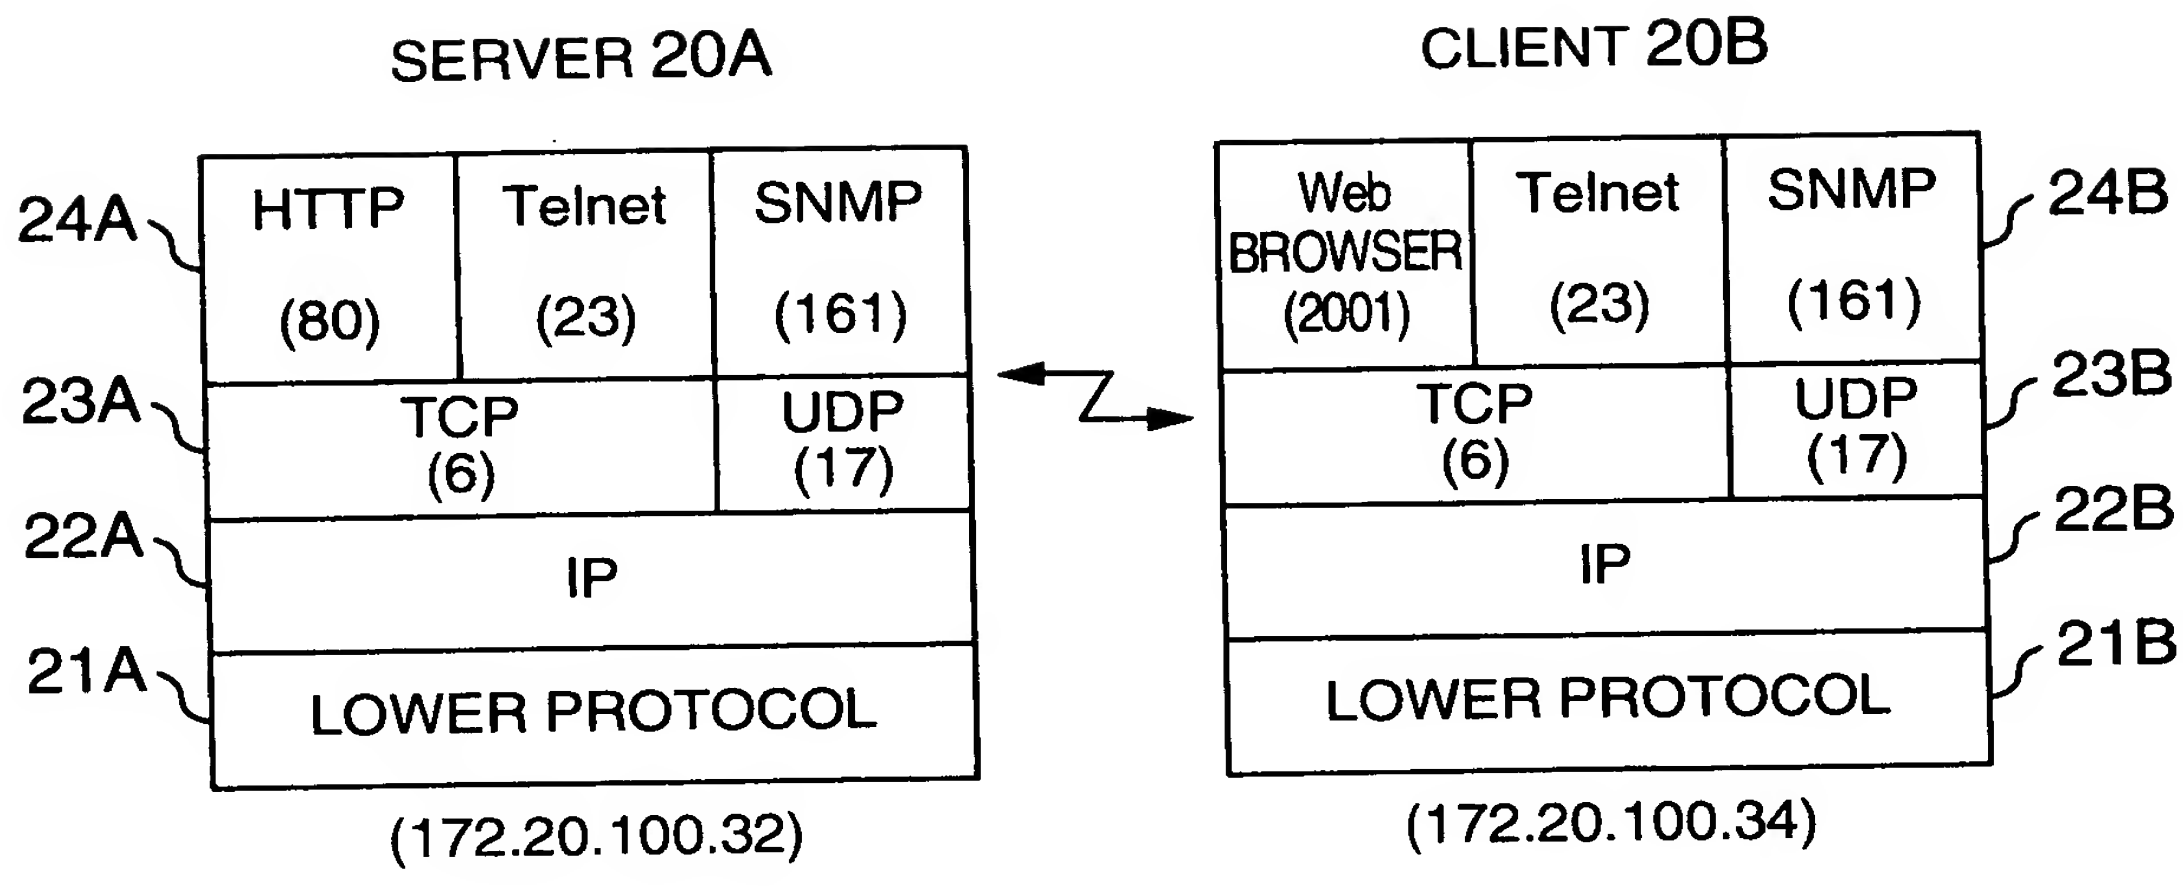 SERVER 20A
HTTP
(80)
Telnet
(23)
SNMP
(161)
TCP
(6)
UDP
(17)
IP
LOWER PROTOCOL
24A
23A
22A
21A
(172.20.100.32)
CLIENT 20B
Web
BROWSER
(2001)
Telnet
(23)
SNMP
(161)
TCP
(6)
UDP
(17)
IP
LOWER PROTOCOL
24B
23B
22B
21B
(172.20.100.34)